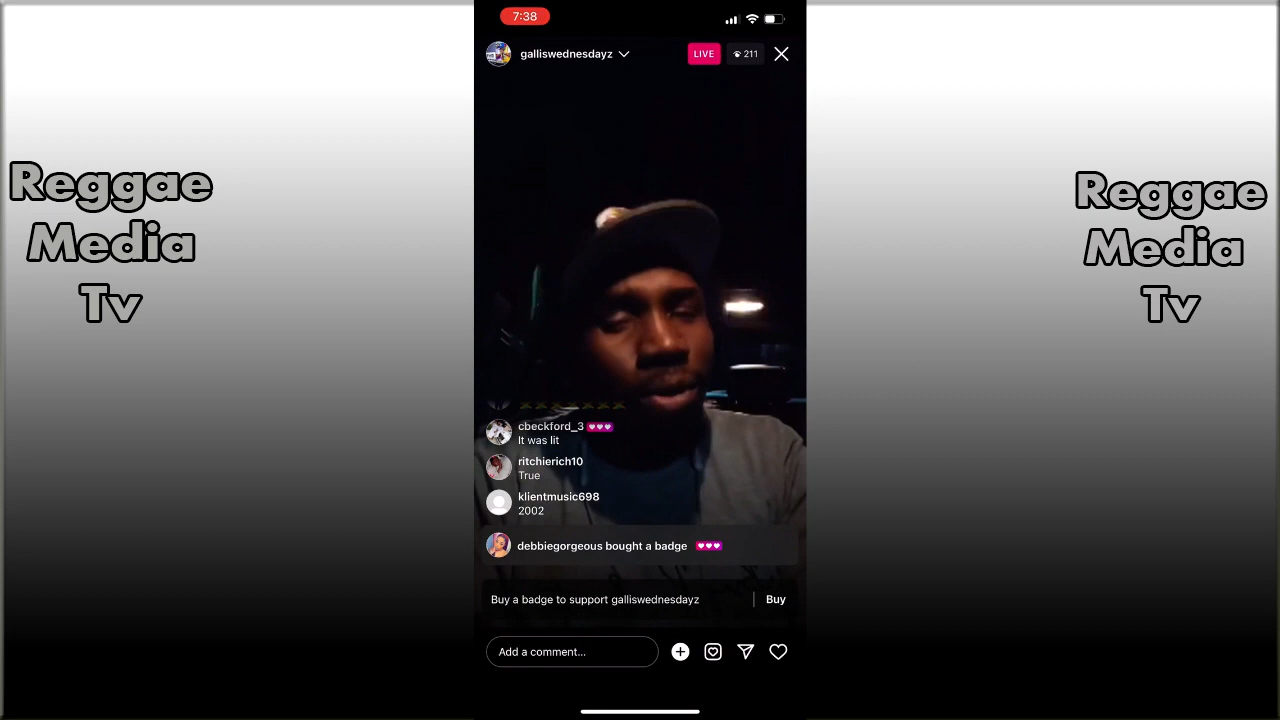 7:38
galliswednesdayz
LIVE
211
Reggae
Media
Tv
Reggae
Media
Tv
cbeckford_3
It was lit
ritchierich10
True
klientmusic698
2002
debbiegorgeous bought a badge
Buy a badge to support galliswednesdayz
Buy
Add a comment...